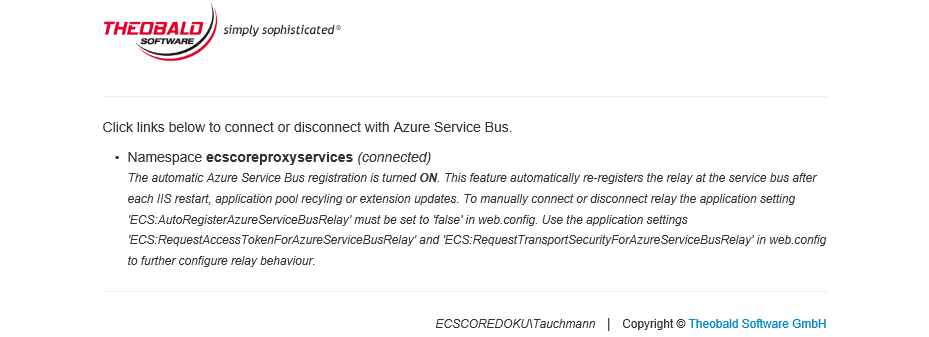 THEOBALD
SOFTWARE
simply sophisticated®
Click links below to connect or disconnect with Azure Service Bus.
• Namespace ecscoreproxyservices (connected)
The automatic Azure Service Bus registration is turned ON. This feature automatically re-registers the relay at the service bus after
each IIS restart, application pool recyling or extension updates. To manually connect or disconnect relay the application setting
'ECS:AutoRegisterAzureServiceBusRelay' must be set to 'false' in web.config. Use the application settings
'ECS:RequestAccessTokenForAzureServiceBusRelay' and 'ECS:RequestTransportSecurityForAzureServiceBusRelay' in web.config
to further configure relay behaviour.
ECSCOREDOKU\Tauchmann | Copyright © Theobald Software GmbH